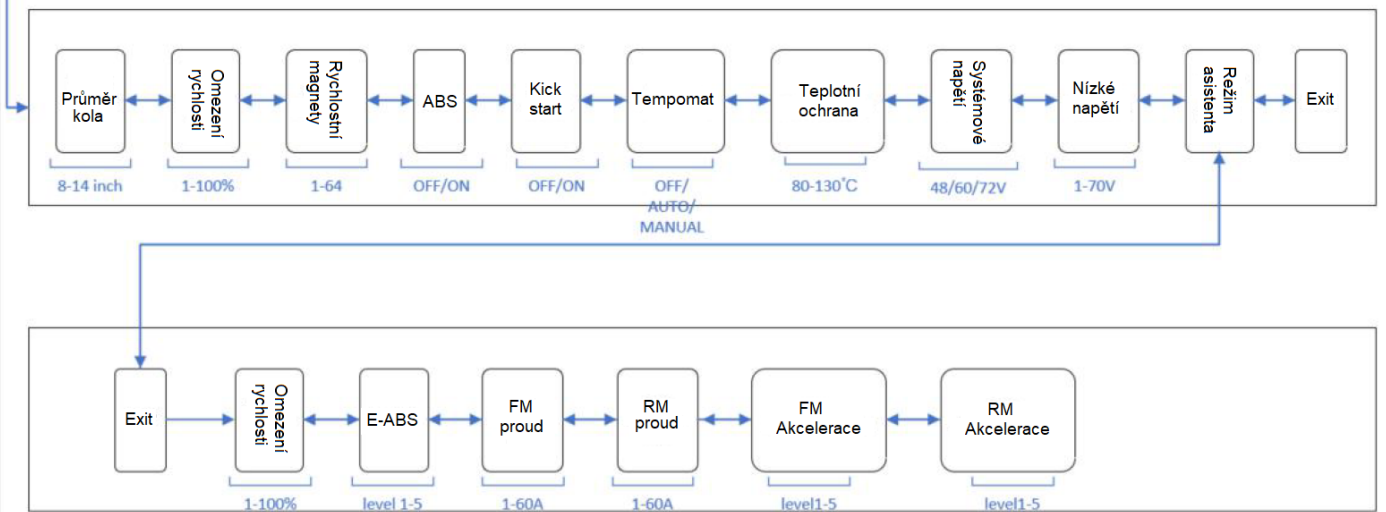 Průměr
kola
Omezení
rychlosti
Rychlostní
magnety
ABS
Kick
start
Tempomat
Teplotní
ochrana
Systémové
napětí
Nízké
napětí
Režim
asistenta
Exit
8-14 inch
1-100%
1-64
OFF/ON
OFF/ON
OFF/
AUTO/
MANUAL
80-130°C
48/60/72V
1-70V
Exit
Omezení
rychlosti
E-ABS
FM
proud
RM
proud
FM
Akcelerace
RM
Akcelerace
1-100%
level 1-5
1-60A
1-60A
level1-5
level1-5